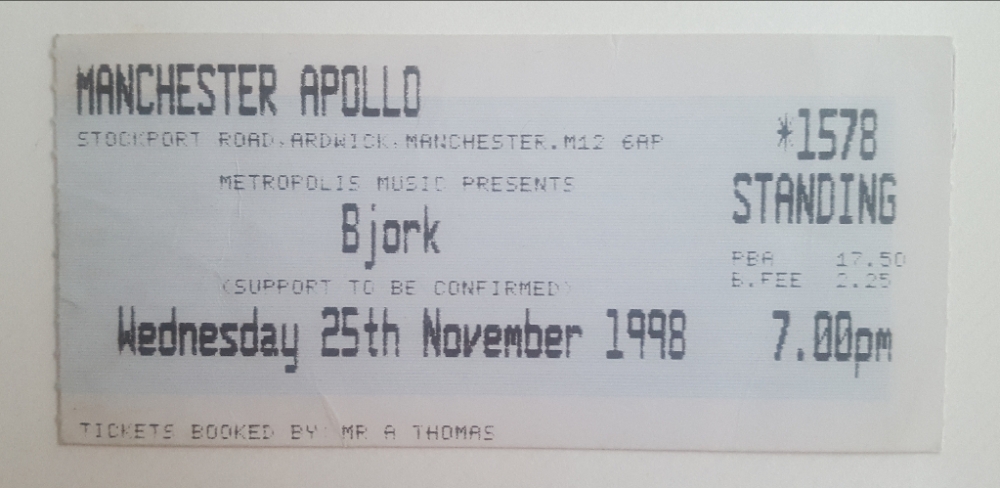 MANCHESTER APOLLO
STOCKPORT ROAD,ARDWICK,MANCHESTER.M12 6AP
*1578
METROPOLIS MUSIC PRESENTS
STANDING
Bjork
PBA 17.50
(SUPPORT TO BE CONFIRMED)
B.FEE 2.25
Wednesday 25th November 1998 7.00pm
TICKETS BOOKED BY MR A THOMAS